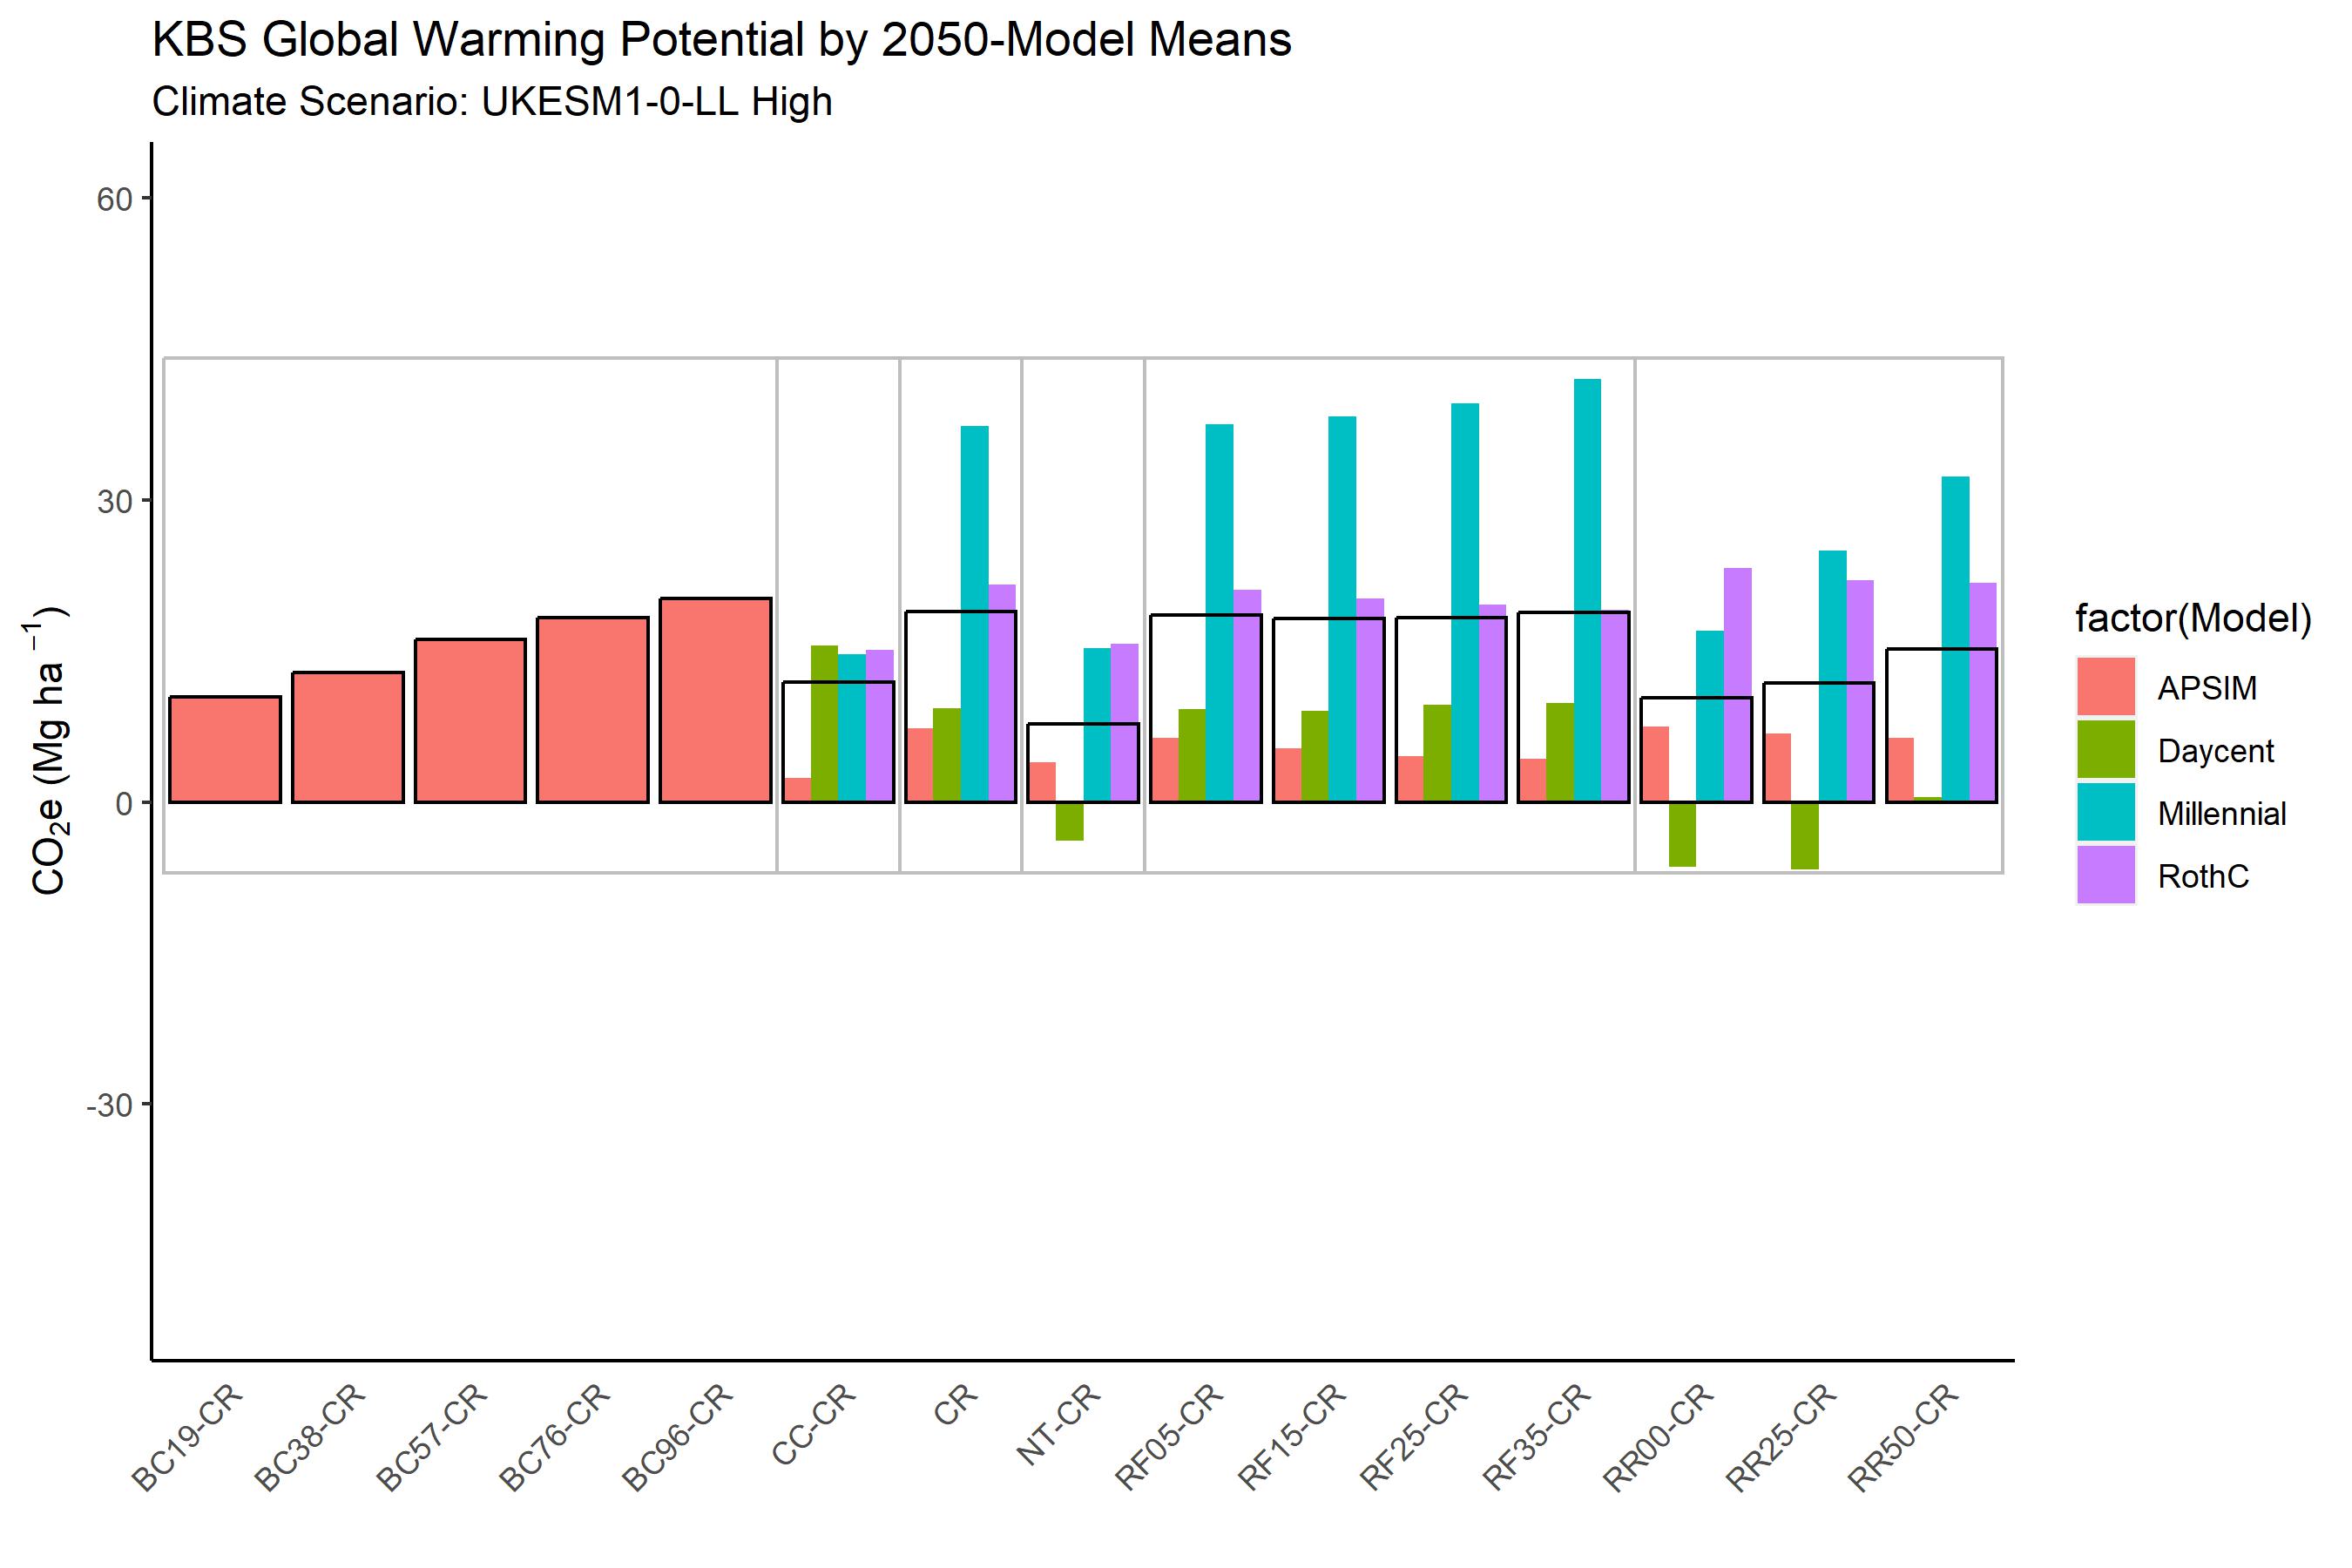 KBS Global Warming Potential by 2050-Model Means
Climate Scenario: UKESM1-0-LL High
60
30
0
-30
CO₂e (Mg ha ⁻¹)
BC19-CR
BC38-CR
BC57-CR
BC76-CR
BC96-CR
CC-CR
CR
NT-CR
RF05-CR
RF15-CR
RF25-CR
RF35-CR
RR00-CR
RR25-CR
RR50-CR
factor(Model)
APSIM
Daycent
Millennial
RothC